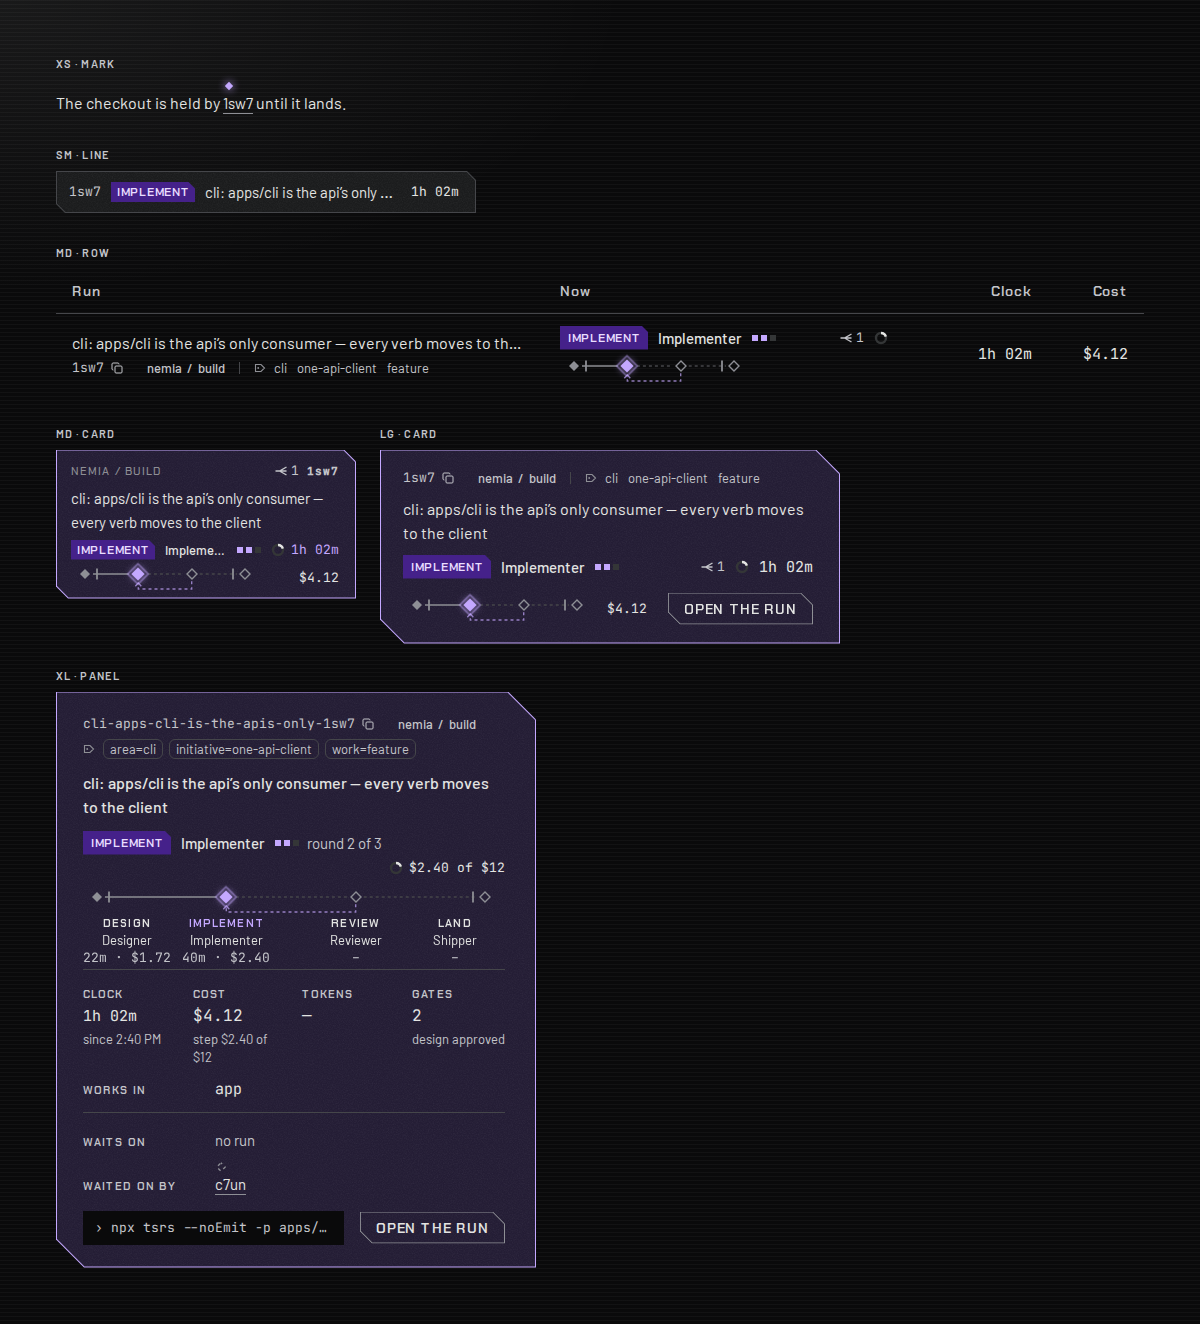 XS · MARK
The checkout is held by 1sw7 until it lands.
SM · LINE
1sw7 IMPLEMENT cli: apps/cli is the api's only ... 1h 02m
MD · ROW
Run Now Clock Cost
cli: apps/cli is the api's only consumer — every verb moves to th... IMPLEMENT Implementer 1 1h 02m $4.12
1sw7 nemla / build cli one-api-client feature
MD · CARD
NEMIA / BUILD 1 1sw7
cli: apps/cli is the api's only consumer —
every verb moves to the client
IMPLEMENT Impleme... 1h 02m
$4.12
LG · CARD
1sw7 nemla / build cli one-api-client feature
cli: apps/cli is the api's only consumer — every verb moves
to the client
IMPLEMENT Implementer 1 1h 02m
$4.12 OPEN THE RUN
XL · PANEL
cli-apps-cli-is-the-apis-only-1sw7 nemla / build
area=cli initiative=one-api-client work=feature
cli: apps/cli is the api's only consumer — every verb moves
to the client
IMPLEMENT Implementer round 2 of 3
$2.40 of $12
DESIGN IMPLEMENT REVIEW LAND
Designer Implementer Reviewer Shipper
22m · $1.72 40m · $2.40 – –
CLOCK COST TOKENS GATES
1h 02m $4.12 — 2
since 2:40 PM step $2.40 of design approved
$12
WORKS IN app
WAITS ON no run
WAITED ON BY c7un
› npx tsrs --noEmit -p apps/… OPEN THE RUN